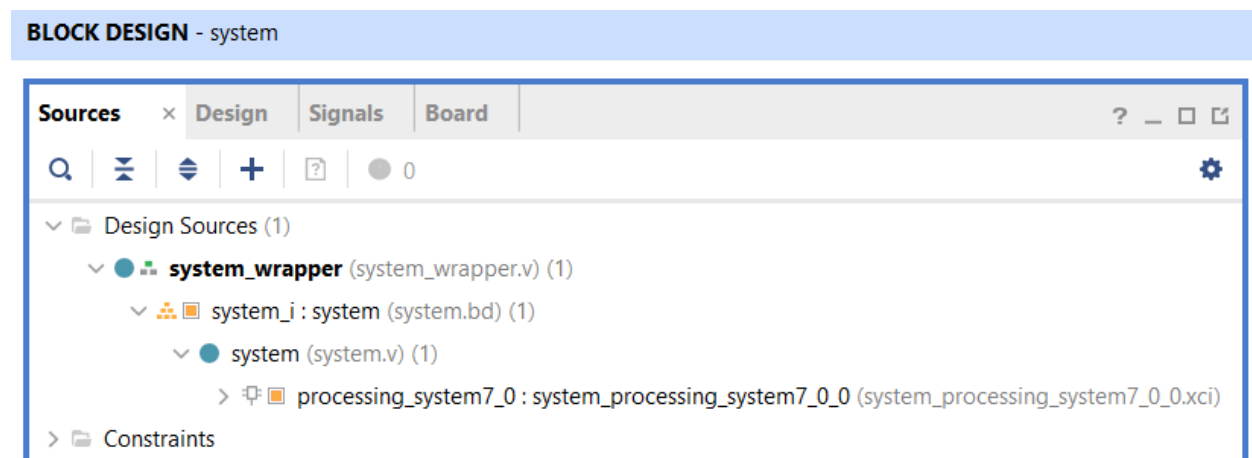 BLOCK DESIGN - system
Sources × Design Signals Board ?
? 0
Design Sources (1)
system_wrapper (system_wrapper.v) (1)
system_i : system (system.bd) (1)
system (system.v) (1)
processing_system7_0 : system_processing_system7_0_0 (system_processing_system7_0_0.xci)
Constraints